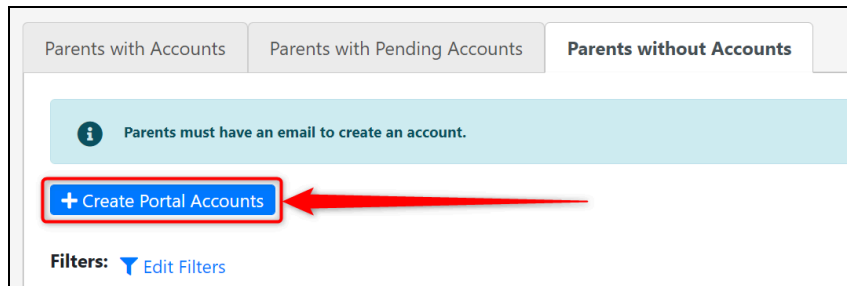 Parents with Accounts
Parents with Pending Accounts
Parents without Accounts
Parents must have an email to create an account.
+ Create Portal Accounts
Filters: Edit Filters